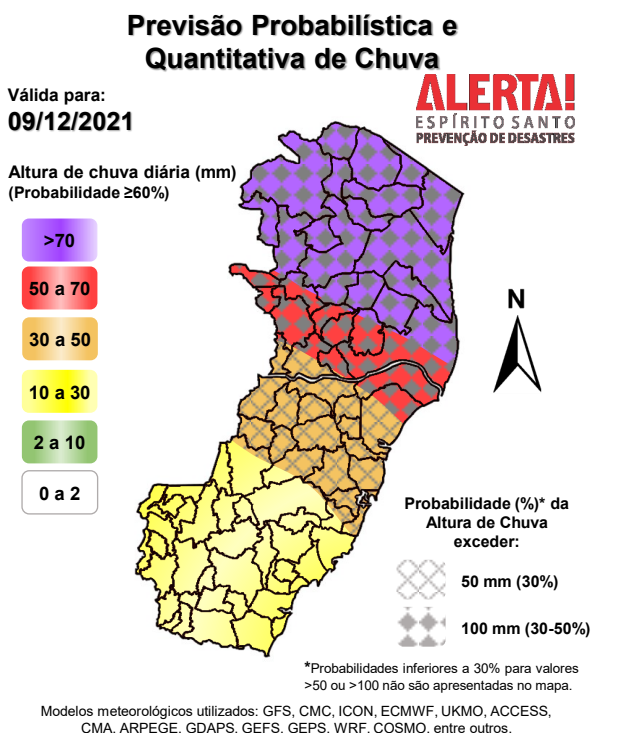 Previsão Probabilística e
Quantitativa de Chuva
Válida para:
09/12/2021
ALERTA!
ESPÍRITO SANTO
PREVENÇÃO DE DESASTRES
Altura de chuva diária (mm)
(Probabilidade ≥60%)
>70
50 a 70
30 a 50
10 a 30
2 a 10
0 a 2
N
Probabilidade (%)* da
Altura de Chuva
exceder:
50 mm (30%)
100 mm (30-50%)
*Probabilidades inferiores a 30% para valores
>50 ou >100 não são apresentadas no mapa.
Modelos meteorológicos utilizados: GFS, CMC, ICON, ECMWF, UKMO, ACCESS,
CMA, ARPEGE, GDAPS, GEFS, GEPS, WRF, COSMO, entre outros.